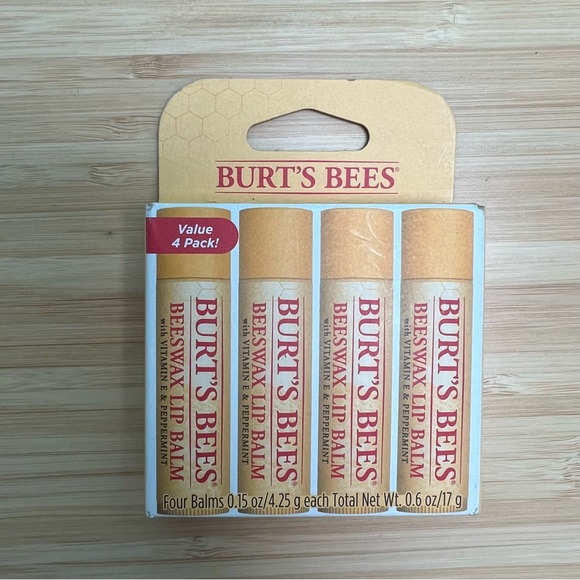 BURT'S BEES®
Value
4 Pack!
BURT'S BEES®
BEESWAX LIP BALM
with VITAMIN E & PEPPERMINT
BURT'S BEES®
BEESWAX LIP BALM
with VITAMIN E & PEPPERMINT
BURT'S BEES®
BEESWAX LIP BALM
with VITAMIN E & PEPPERMINT
BURT'S BEES®
BEESWAX LIP BALM
with VITAMIN E & PEPPERMINT
Four Balms 0.15 oz/4.25 g each Total Net Wt. 0.6 oz/17 g